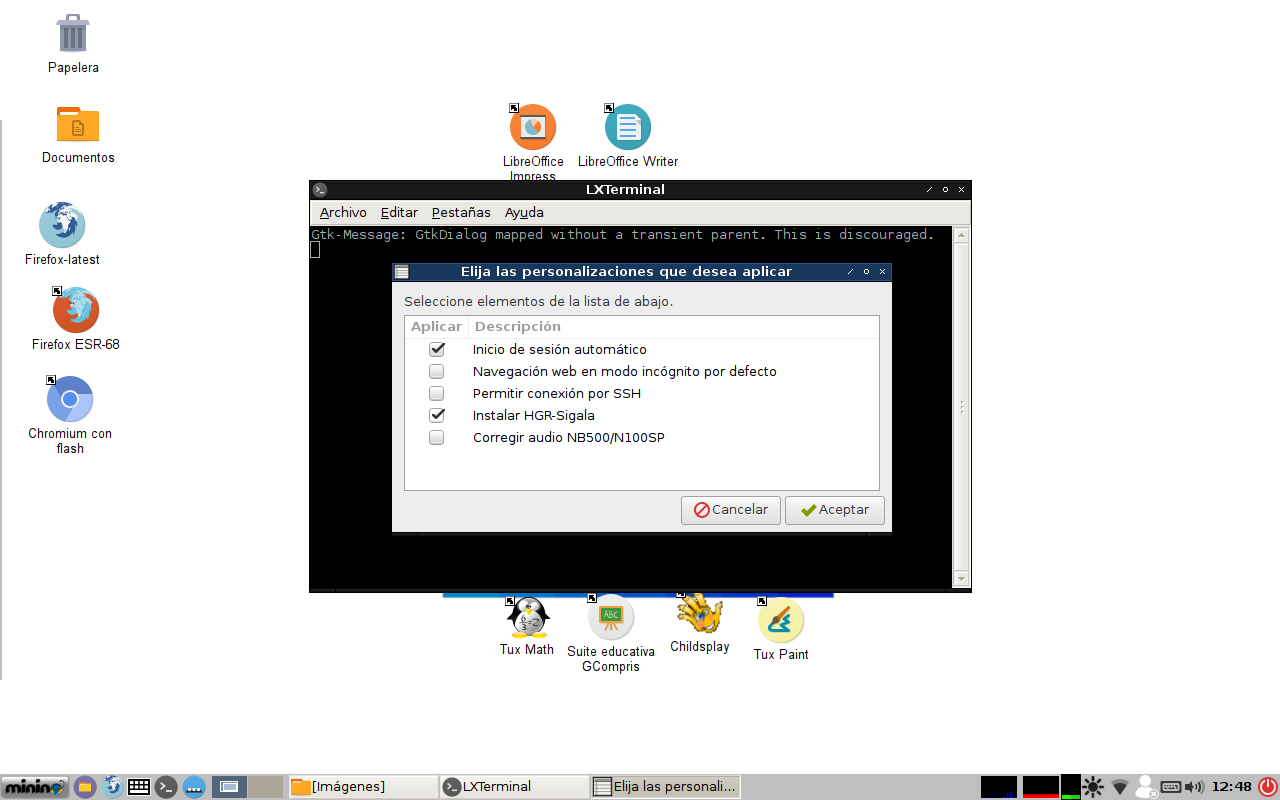 Papelera
Documentos
Firefox-latest
Firefox ESR-68
Chromium con
flash
LibreOffice
Impress
LibreOffice Writer
LXTerminal
Archivo Editar Pestañas Ayuda
Gtk-Message: GtkDialog mapped without a transient parent. This is discouraged.
Elija las personalizaciones que desea aplicar
Seleccione elementos de la lista de abajo.
Aplicar Descripción
Inicio de sesión automático
Navegación web en modo incógnito por defecto
Permitir conexión por SSH
Instalar HGR-Sigala
Corregir audio NB500/N100SP
Cancelar Aceptar
6/3=2
ABC
Tux Math
Suite educativa
GCompris
Childsplay
Tux Paint
minino [Imágenes] LXTerminal Elija las personali... 12:48